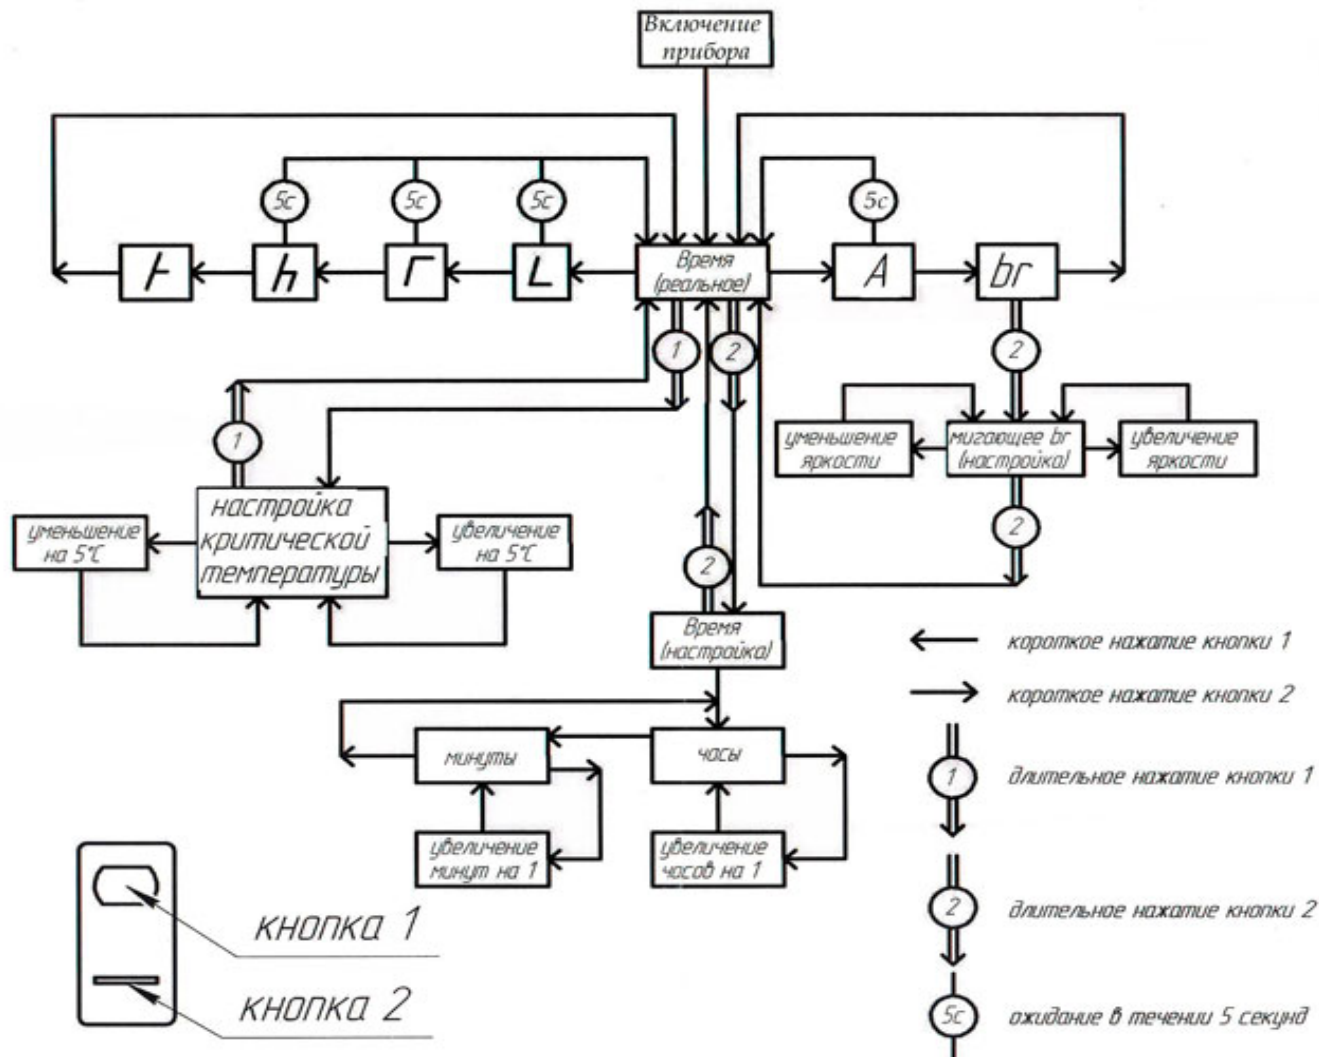 Включение
прибора
5с
5с
5с
5с
t
h
Г
L
Время
(реальное)
A
br
1
2
2
1
уменьшение
яркости
мигающее br
(настройка)
увеличение
яркости
настройка
критической
температуры
уменьшение
на 5°С
увеличение
на 5°С
2
2
Время
(настройка)
короткое нажатие кнопки 1
короткое нажатие кнопки 2
минуты
часы
1
длительное нажатие кнопки 1
увеличение
минут на 1
увеличение
часов на 1
2
длительное нажатие кнопки 2
кнопка 1
кнопка 2
5с
ожидание в течении 5 секунд